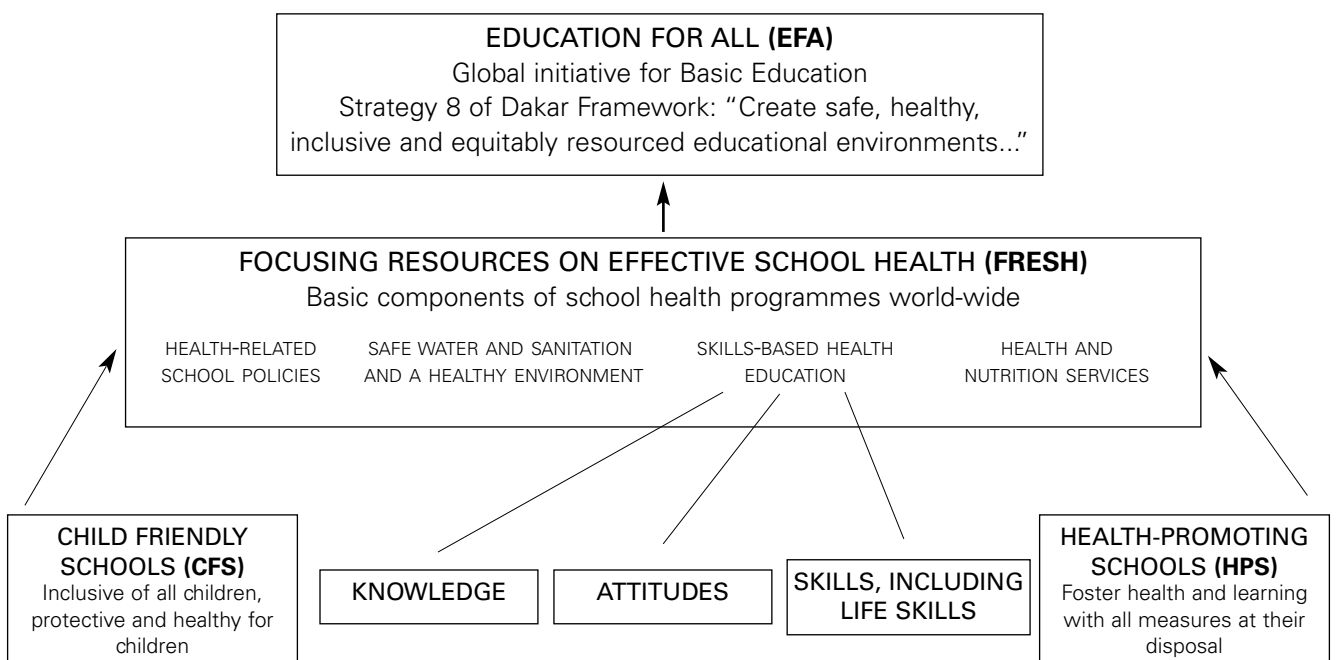 EDUCATION FOR ALL (EFA)
Global initiative for Basic Education
Strategy 8 of Dakar Framework: “Create safe, healthy,
inclusive and equitably resourced educational environments...”
FOCUSING RESOURCES ON EFFECTIVE SCHOOL HEALTH (FRESH)
Basic components of school health programmes world-wide
HEALTH-RELATED
SCHOOL POLICIES
SAFE WATER AND SANITATION
AND A HEALTHY ENVIRONMENT
SKILLS-BASED HEALTH
EDUCATION
HEALTH AND
NUTRITION SERVICES
CHILD FRIENDLY
SCHOOLS (CFS)
Inclusive of all children,
protective and healthy for
children
KNOWLEDGE
ATTITUDES
SKILLS, INCLUDING
LIFE SKILLS
HEALTH-PROMOTING
SCHOOLS (HPS)
Foster health and learning
with all measures at their
disposal